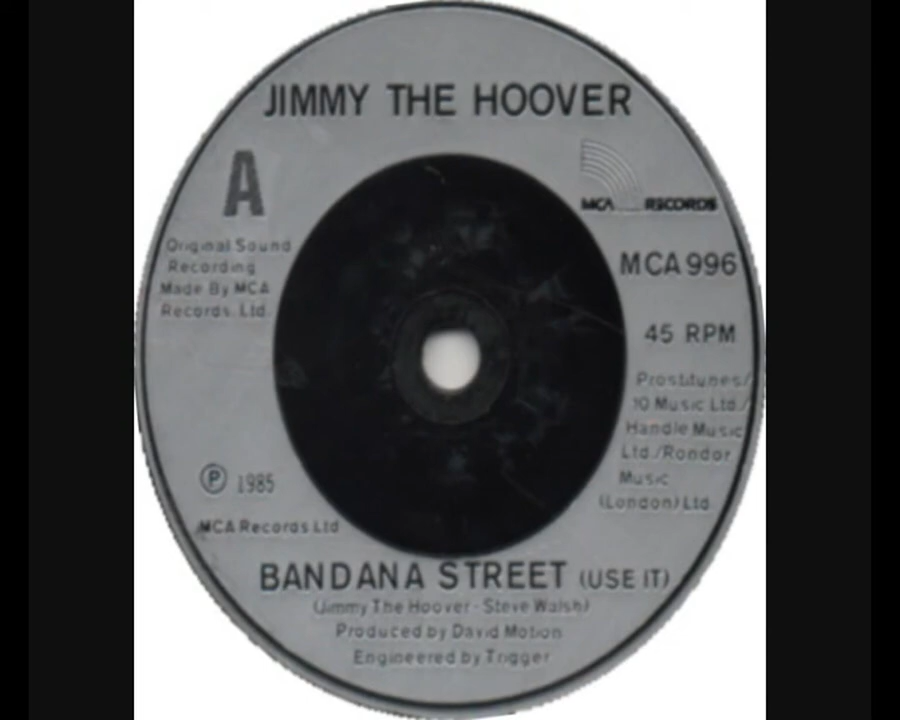 JIMMY THE HOOVER
A
MCA RECORDS
Original Sound
Recording
Made By MCA
Records. Ltd.
MCA 996
45 RPM
Prostitunes/
10 Music Ltd./
Handle Music
Ltd./Rondor
Music
(London) Ltd
Ⓟ 1985
MCA Records Ltd
BANDANA STREET (USE IT)
(Jimmy The Hoover - Steve Walsh)
Produced by David Motion
Engineered by Trigger